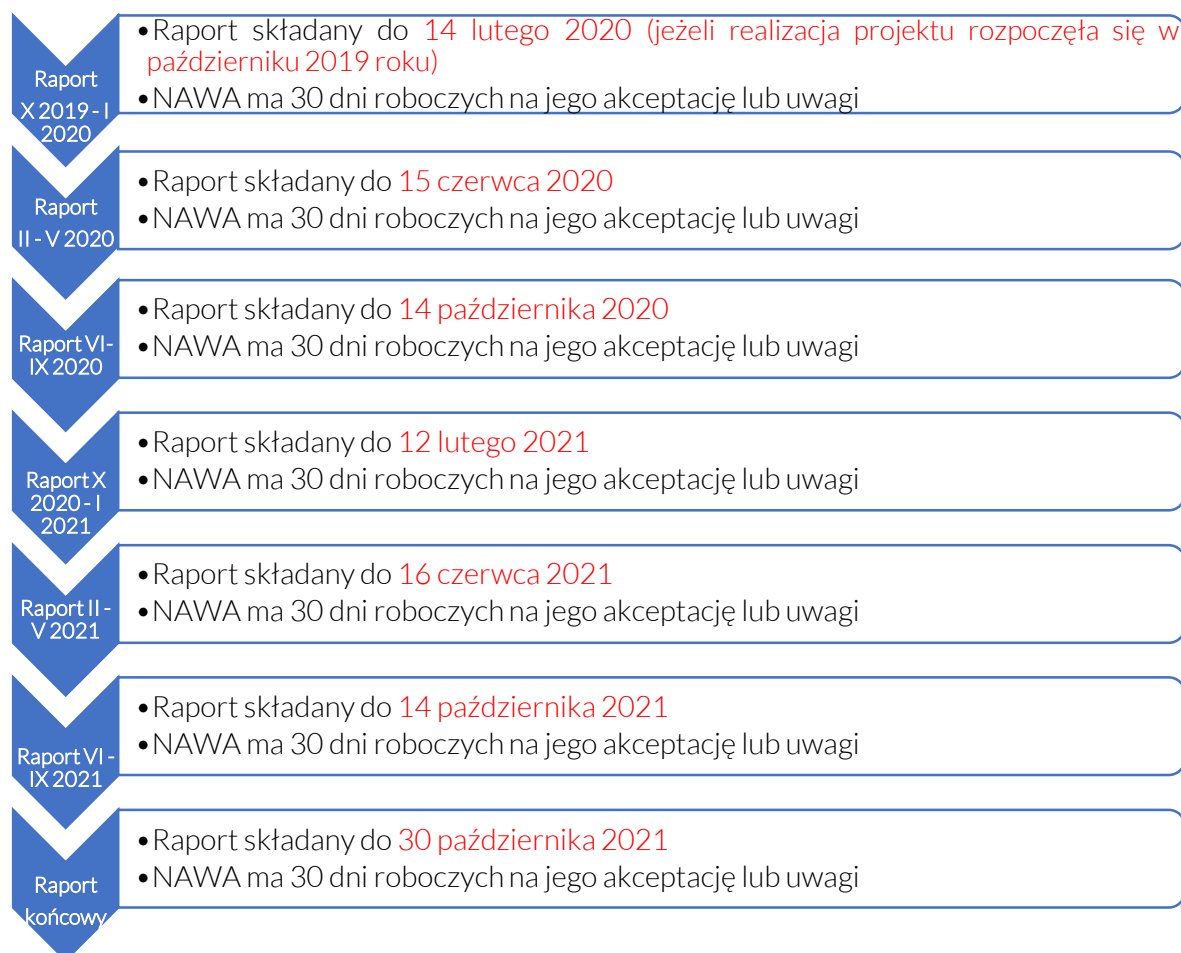 Raport
X 2019 - I
2020
•Raport składany do 14 lutego 2020 (jeżeli realizacja projektu rozpoczęła się w
październiku 2019 roku)
•NAWA ma 30 dni roboczych na jego akceptację lub uwagi
Raport
II - V 2020
•Raport składany do 15 czerwca 2020
•NAWA ma 30 dni roboczych na jego akceptację lub uwagi
Raport VI-
IX 2020
•Raport składany do 14 października 2020
•NAWA ma 30 dni roboczych na jego akceptację lub uwagi
Raport X
2020 - I
2021
•Raport składany do 12 lutego 2021
•NAWA ma 30 dni roboczych na jego akceptację lub uwagi
Raport II -
V 2021
•Raport składany do 16 czerwca 2021
•NAWA ma 30 dni roboczych na jego akceptację lub uwagi
Raport VI -
IX 2021
•Raport składany do 14 października 2021
•NAWA ma 30 dni roboczych na jego akceptację lub uwagi
Raport
końcowy
•Raport składany do 30 października 2021
•NAWA ma 30 dni roboczych na jego akceptację lub uwagi